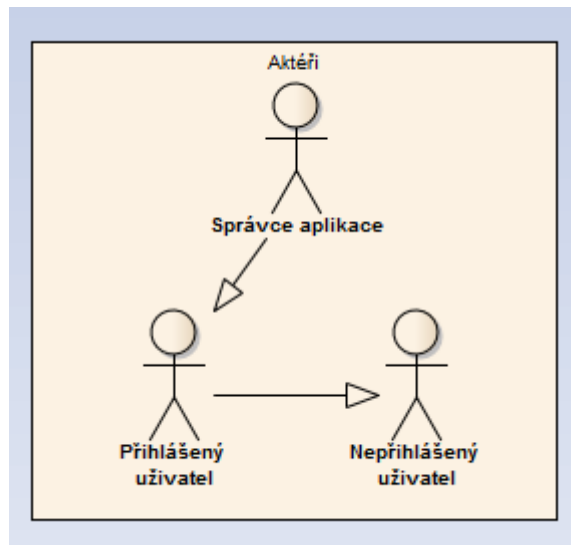 Aktéři
Správce aplikace
Přihlášený
uživatel
Nepřihlášený
uživatel